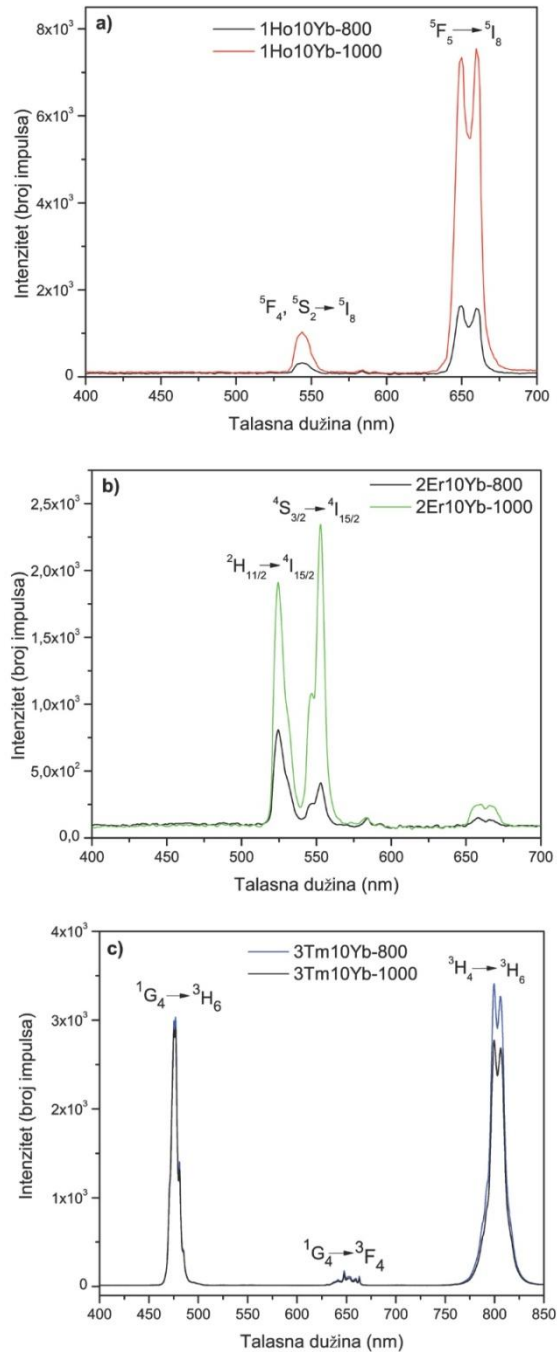 a)
1Ho10Yb-800
1Ho10Yb-1000
⁵F₅ → ⁵I₈
⁵F₄, ⁵S₂ → ⁵I₈
8x10³
6x10³
4x10³
2x10³
0
Intenzitet (broj impulsa)
400 450 500 550 600 650 700
Talasna dužina (nm)
b)
2Er10Yb-800
2Er10Yb-1000
⁴S₃/₂ → ⁴I₁₅/₂
²H₁₁/₂ → ⁴I₁₅/₂
2,5x10³
2,0x10³
1,5x10³
1,0x10³
5,0x10²
0,0
Intenzitet (broj impulsa)
400 450 500 550 600 650 700
Talasna dužina (nm)
c)
3Tm10Yb-800
3Tm10Yb-1000
¹G₄ → ³H₆
³H₄ → ³H₆
¹G₄ → ³F₄
4x10³
3x10³
2x10³
1x10³
0
Intenzitet (broj impulsa)
400 450 500 550 600 650 700 750 800 850
Talasna dužina (nm)